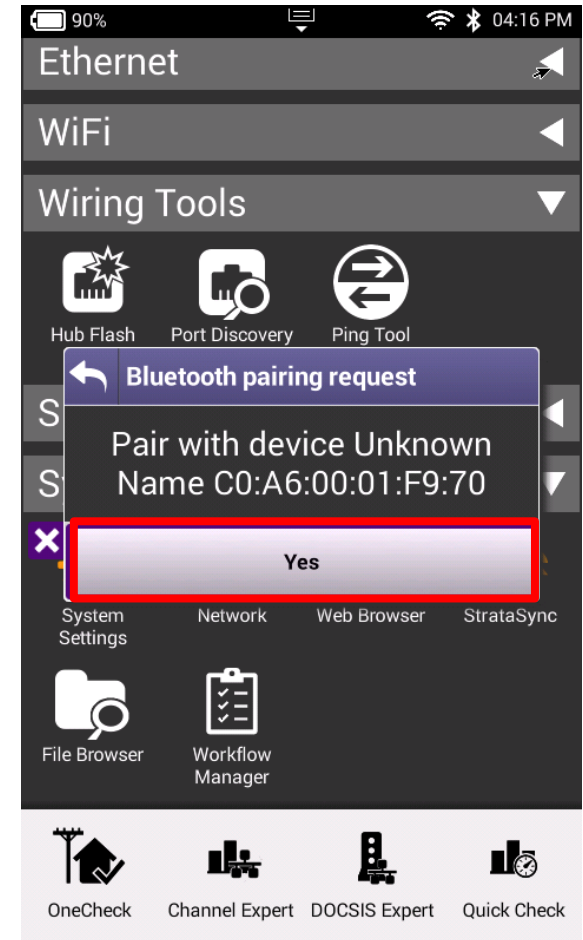 90%
04:16 PM
Ethernet
WiFi
Wiring Tools
Hub Flash Port Discovery Ping Tool
Bluetooth pairing request
S
Pair with device Unknown
Name C0:A6:00:01:F9:70
Sy
Yes
System Network Web Browser StrataSync
Settings
File Browser Workflow
Manager
OneCheck Channel Expert DOCSIS Expert Quick Check